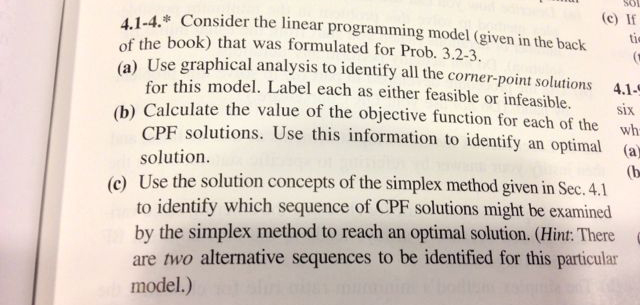 4.1-4.* Consider the linear programming model (given in the back
of the book) that was formulated for Prob. 3.2-3.
(a) Use graphical analysis to identify all the corner-point solutions
for this model. Label each as either feasible or infeasible.
(b) Calculate the value of the objective function for each of the
CPF solutions. Use this information to identify an optimal
solution.
(c) Use the solution concepts of the simplex method given in Sec. 4.1
to identify which sequence of CPF solutions might be examined
by the simplex method to reach an optimal solution. (Hint: There
are two alternative sequences to be identified for this particular
model.)
(c) If
4.1-
six
wh
(a)
(b